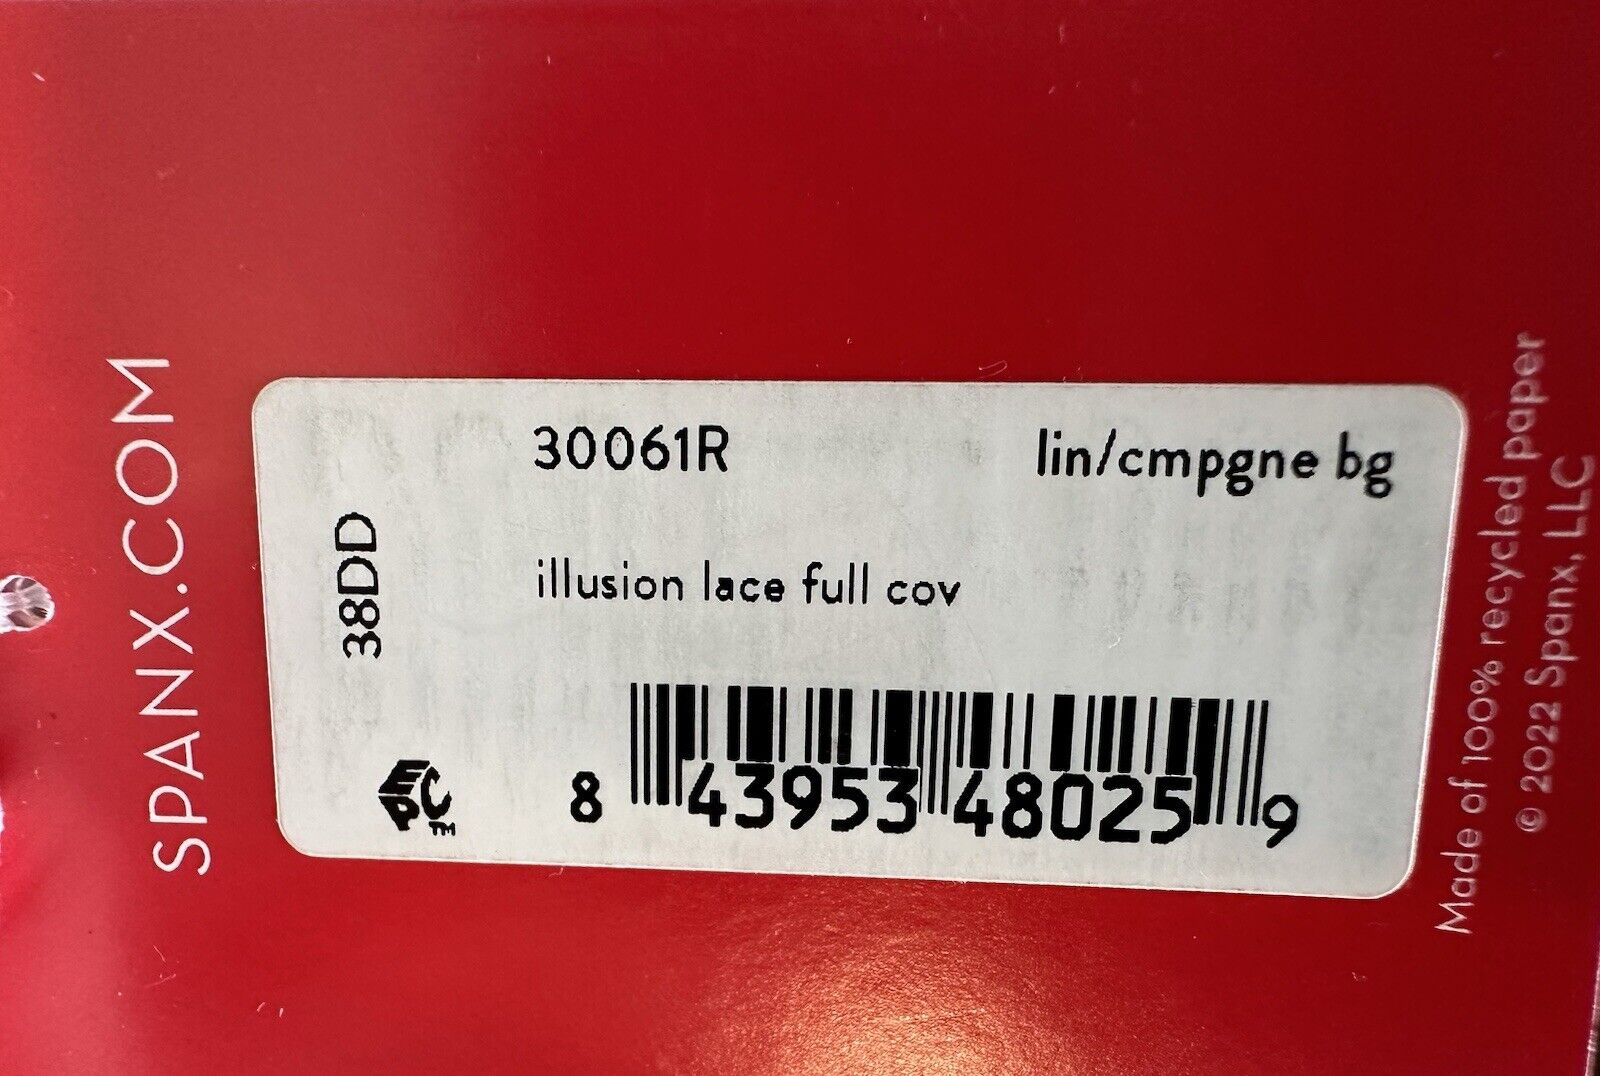 SPANX.COM
38DD
30061R
lin/cmpgne bg
illusion lace full cov
8 43953 48025 9
EPC™
Made of 100% recycled paper
© 2022 Spanx, LLC